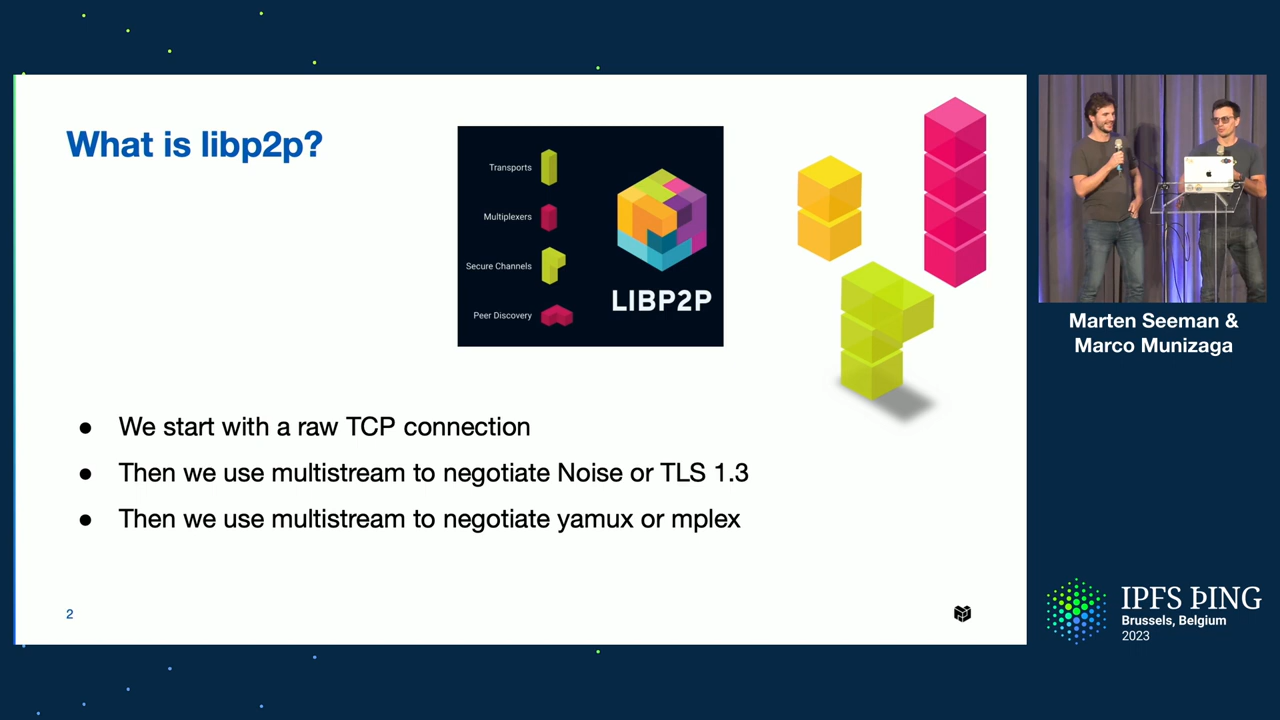 What is libp2p?
Transports
Multiplexers
Secure Channels
Peer Discovery
LIBP2P
● We start with a raw TCP connection
● Then we use multistream to negotiate Noise or TLS 1.3
● Then we use multistream to negotiate yamux or mplex
2
Marten Seeman &
Marco Munizaga
IPFS ÞING
Brussels, Belgium
2023